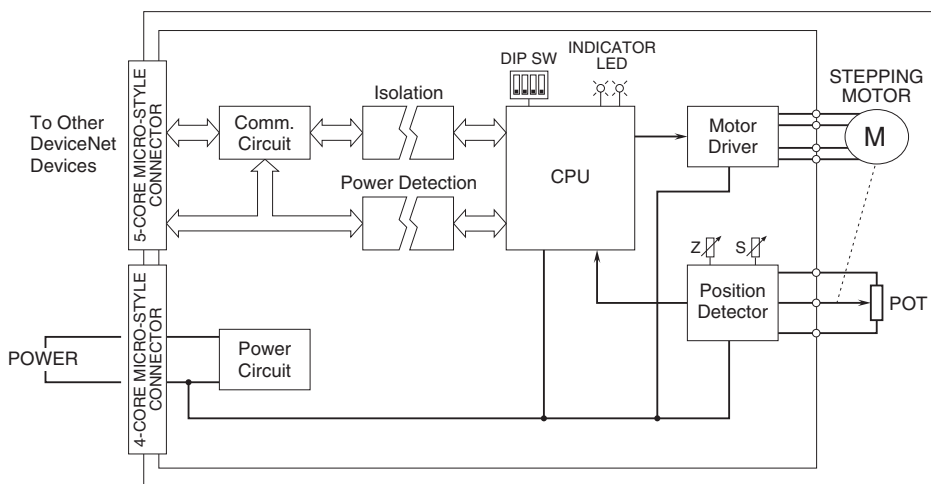 DIP SW
INDICATOR
LED
STEPPING
MOTOR
To Other
DeviceNet
Devices
5-CORE MICRO-STYLE
CONNECTOR
Comm.
Circuit
Isolation
Power Detection
CPU
Motor
Driver
M
Z
S
Position
Detector
POT
POWER
4-CORE MICRO-STYLE
CONNECTOR
Power
Circuit